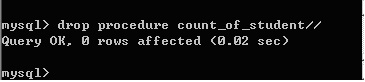 mysql> drop procedure count_of_student//
Query OK, 0 rows affected (0.02 sec)
mysql>